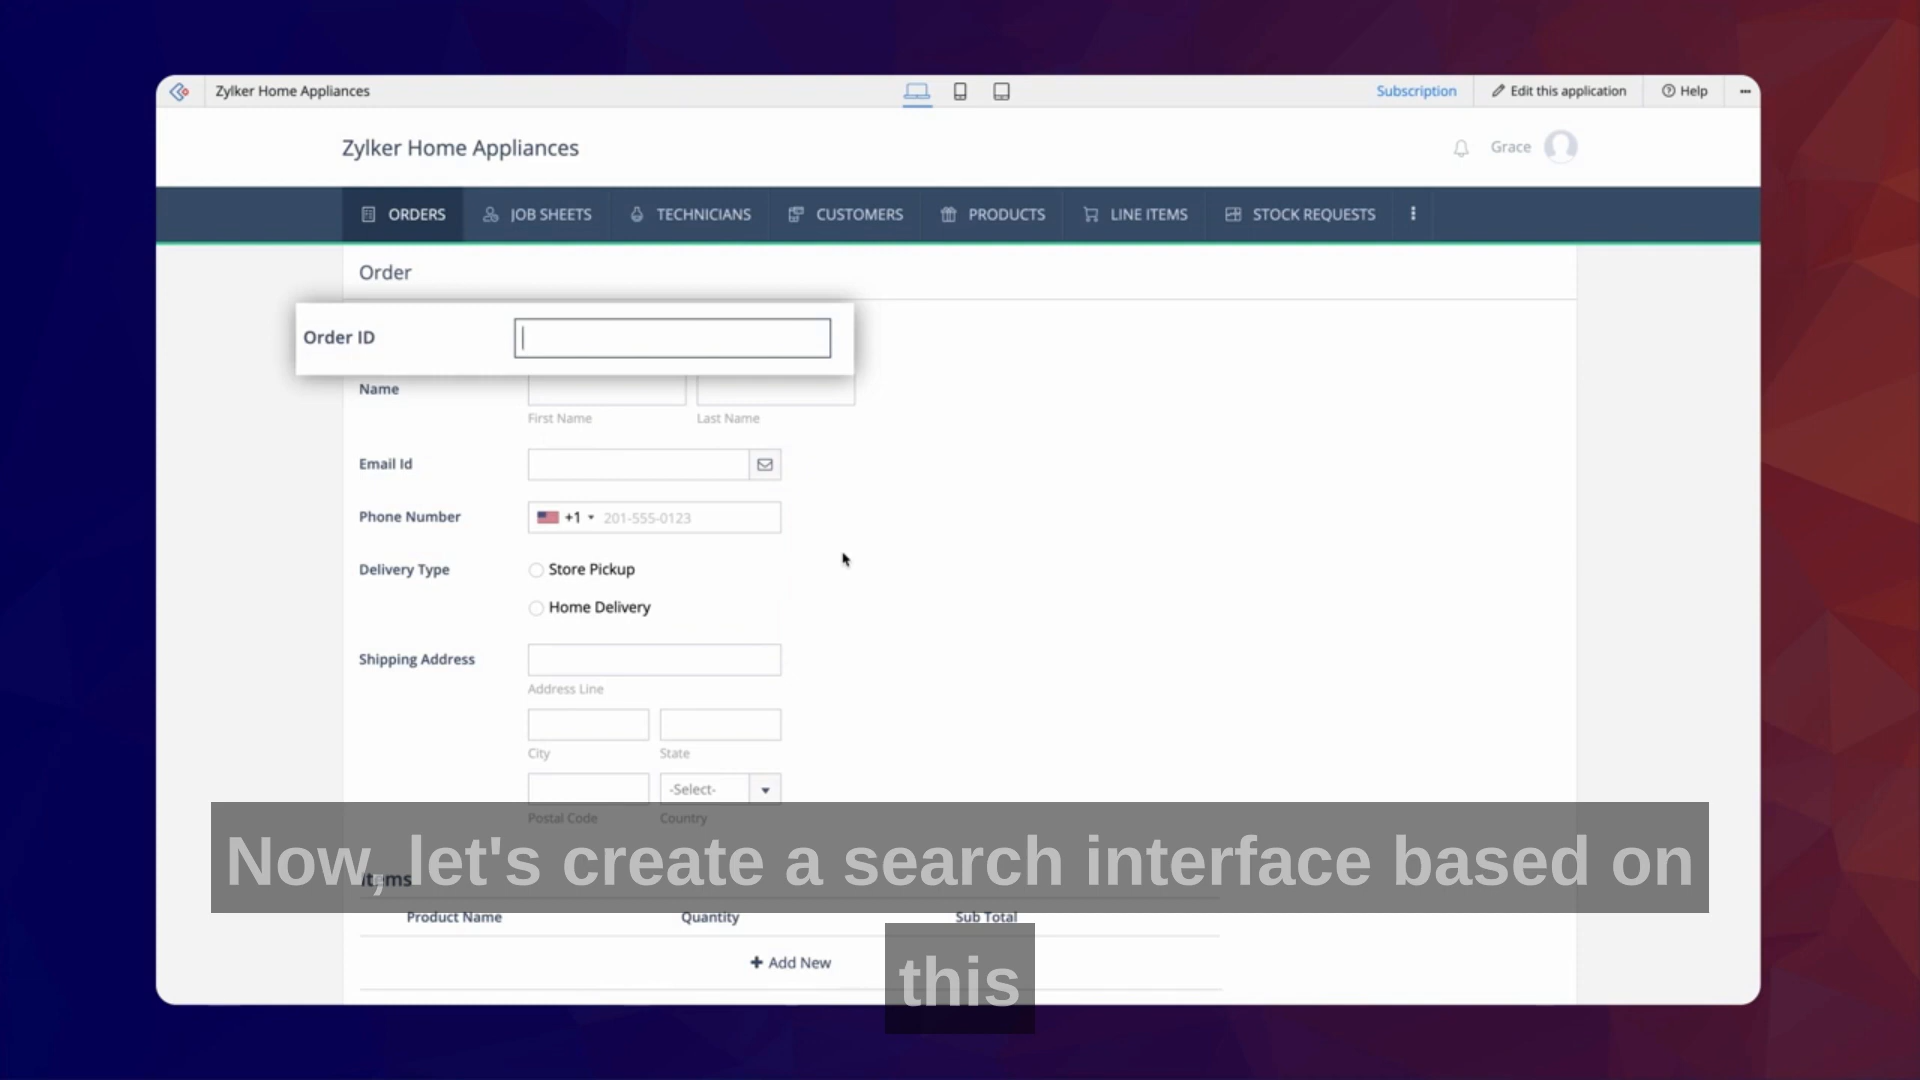 Zylker Home Appliances
Subscription
Edit this application
Help
Zylker Home Appliances
Grace
ORDERS
JOB SHEETS
TECHNICIANS
CUSTOMERS
PRODUCTS
LINE ITEMS
STOCK REQUESTS
Order
Order ID
Name
First Name
Last Name
Email Id
Phone Number
+1
201-555-0123
Delivery Type
Store Pickup
Home Delivery
Shipping Address
Address Line
City
State
-Select-
Postal Code
Country
Items
Now, let's create a search interface based on
Product Name
Quantity
Sub Total
Add New
this